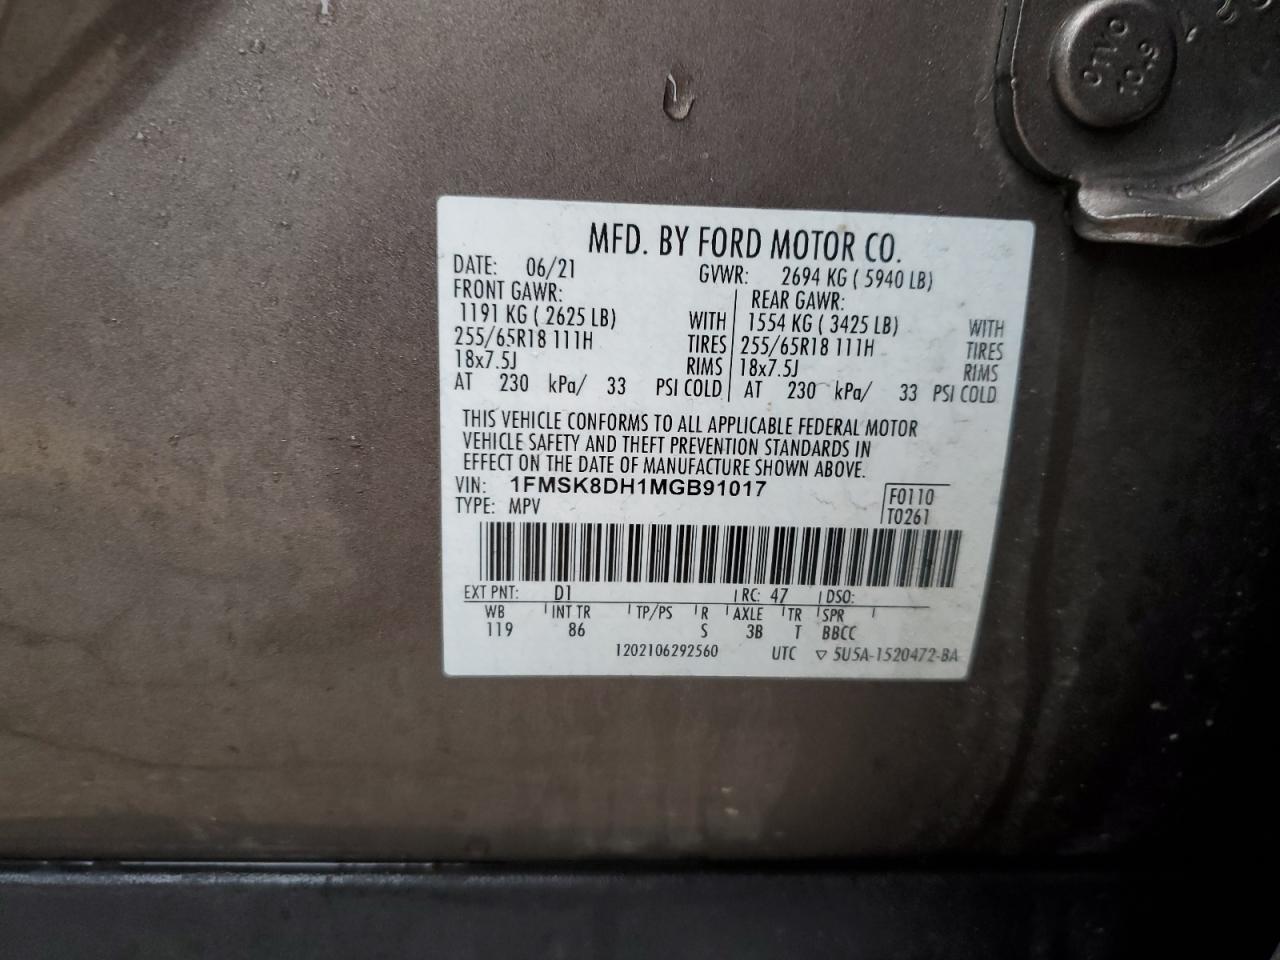 OTVO
10.9
MFD. BY FORD MOTOR CO.
DATE: 06/21 GVWR: 2694 KG ( 5940 LB)
FRONT GAWR: REAR GAWR:
1191 KG ( 2625 LB) WITH 1554 KG ( 3425 LB) WITH
255/65R18 111H TIRES 255/65R18 111H TIRES
18x7.5J RIMS 18x7.5J RIMS
AT 230 kPa/ 33 PSI COLD AT 230 kPa/ 33 PSI COLD
THIS VEHICLE CONFORMS TO ALL APPLICABLE FEDERAL MOTOR
VEHICLE SAFETY AND THEFT PREVENTION STANDARDS IN
EFFECT ON THE DATE OF MANUFACTURE SHOWN ABOVE.
VIN: 1FMSK8DH1MGB91017 F0110
TYPE: MPV T0261
EXT PNT: D1 RC: 47 DSO:
WB INT TR TP/PS R AXLE TR SPR
119 86 S 3B T BBCC
1202106292560 UTC ▽ 5U5A-1520472-BA